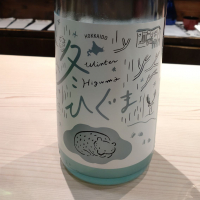 HOKKAIDO
冬
Winter
Higuma
ひぐま